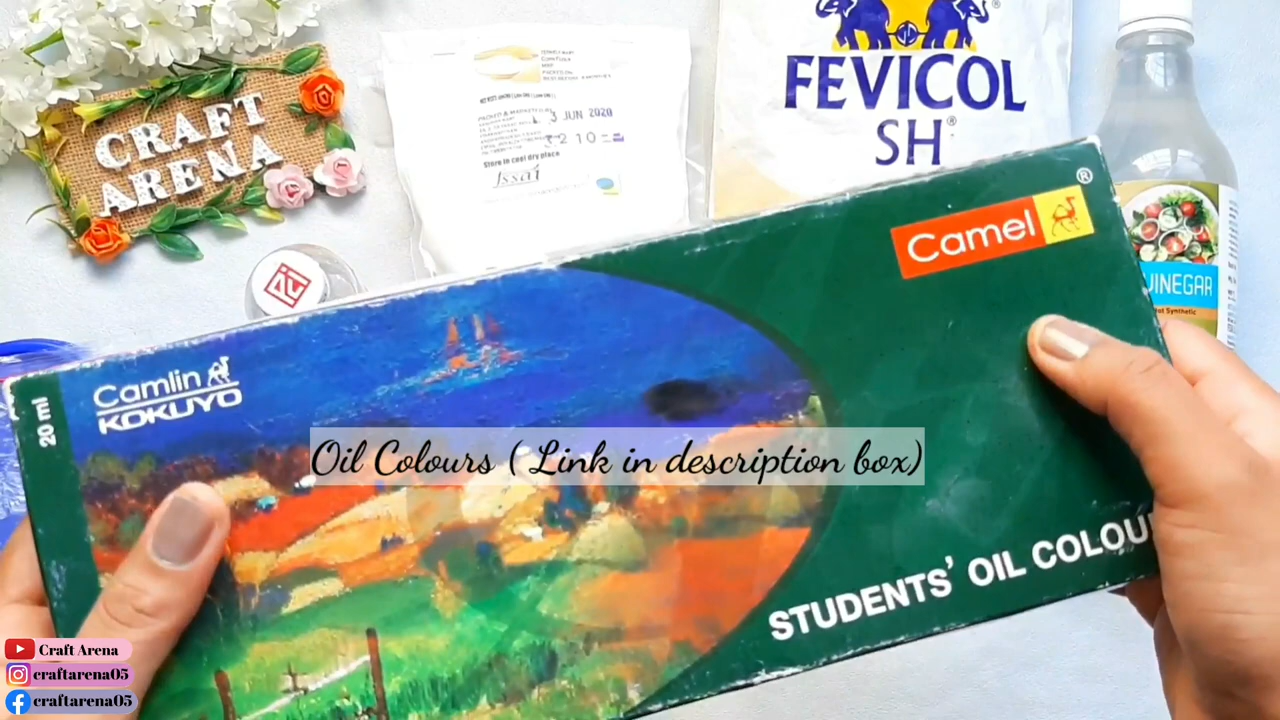 CRAFT
ARENA
3 JUN 2020
Store in cool dry place
FEVICOL
SH®
VINEGAR
Camel®
Camlin
KOKUYO
20 ml
Oil Colours ( Link in description box)
STUDENTS' OIL COLOU
Craft Arena
craftarena05
craftarena05